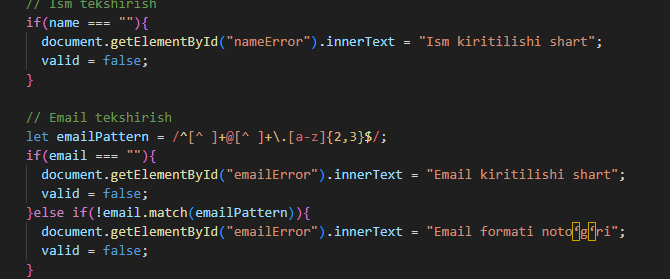 // Ism tekshirish
if(name === ""){
  document.getElementById("nameError").innerText = "Ism kiritilishi shart";
  valid = false;
}
// Email tekshirish
let emailPattern = /^[^ ]+@[^ ]+\.[a-z]{2,3}$/;
if(email === ""){
  document.getElementById("emailError").innerText = "Email kiritilishi shart";
  valid = false;
}else if(!email.match(emailPattern)){
  document.getElementById("emailError").innerText = "Email formati noto‘g‘ri";
  valid = false;
}